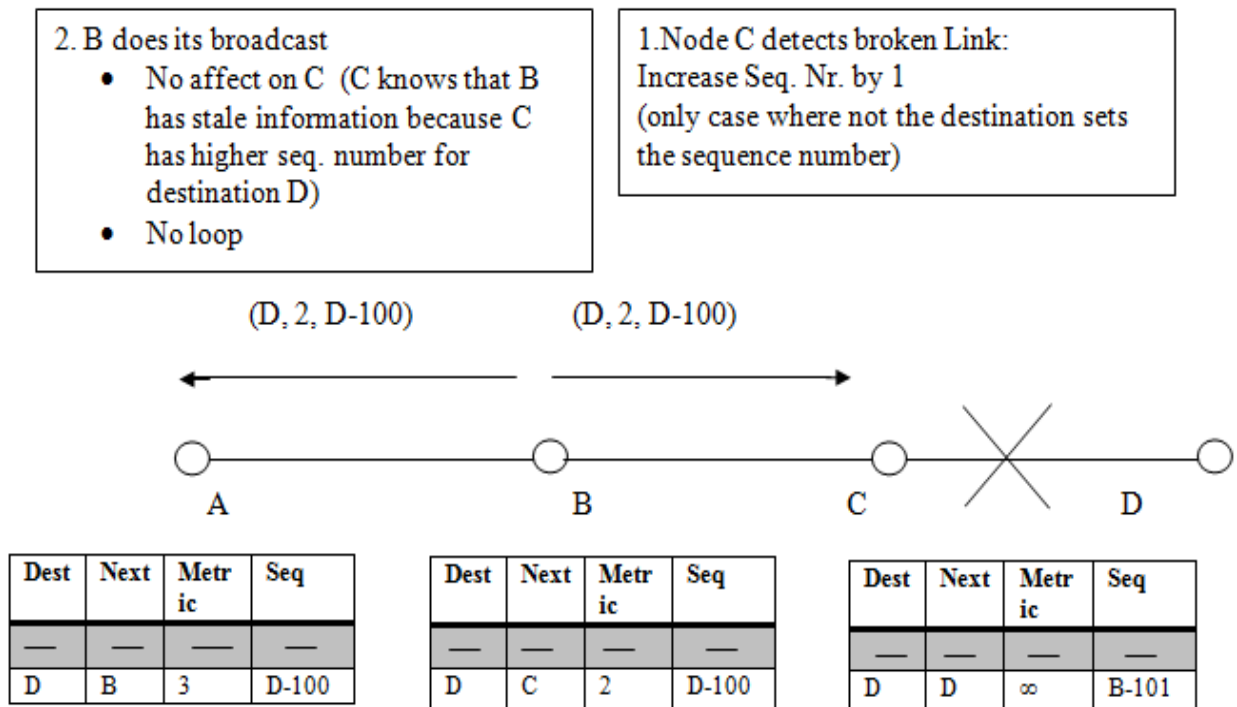 2. B does its broadcast
• No affect on C (C knows that B
has stale information because C
has higher seq. number for
destination D)
• No loop
1.Node C detects broken Link:
Increase Seq. Nr. by 1
(only case where not the destination sets
the sequence number)
(D, 2, D-100) (D, 2, D-100)
A B C D
Dest Next Metr Seq
ic
— — — —
D B 3 D-100
Dest Next Metr Seq
ic
— — — —
D C 2 D-100
Dest Next Metr Seq
ic
— — — —
D D ∞ B-101